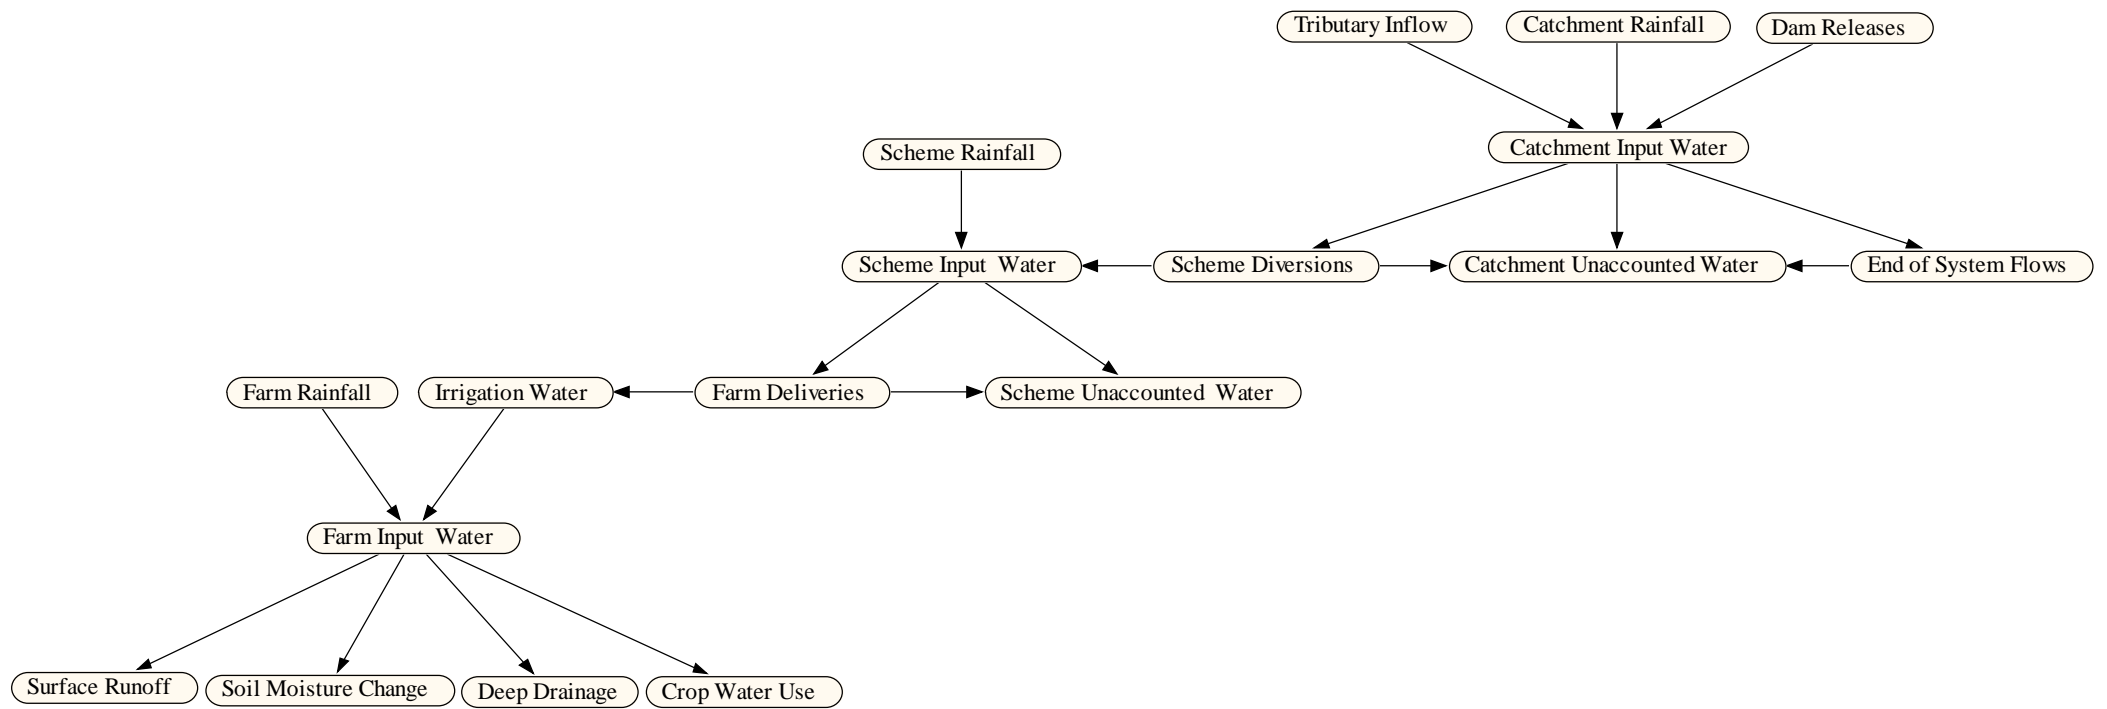 Tributary Inflow
Catchment Rainfall
Dam Releases
Scheme Rainfall
Catchment Input Water
Scheme Input  Water
Scheme Diversions
Catchment Unaccounted Water
End of System Flows
Farm Rainfall
Irrigation Water
Farm Deliveries
Scheme Unaccounted  Water
Farm Input  Water
Surface Runoff
Soil Moisture Change
Deep Drainage
Crop Water Use